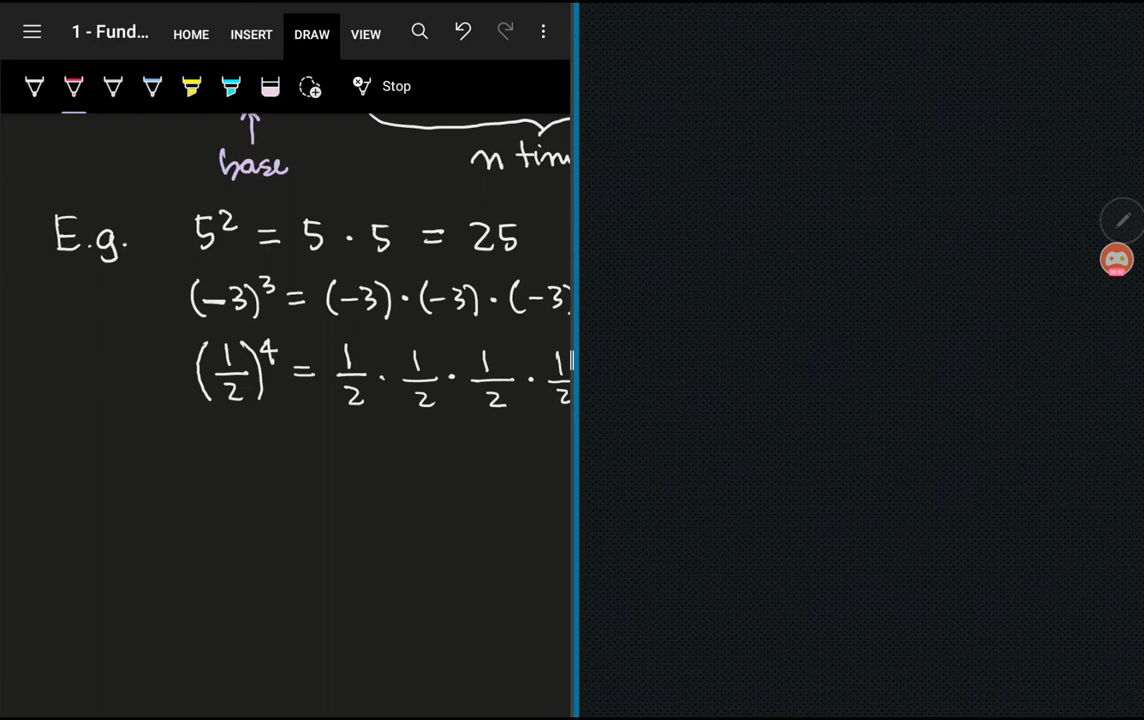 1 - Fund...
HOME INSERT DRAW VIEW
Stop
base
n tim
E.g. 5² = 5 · 5 = 25
(-3)³ = (-3) · (-3) · (-3)
(1/2)⁴ = 1/2 · 1/2 · 1/2 · 1/2